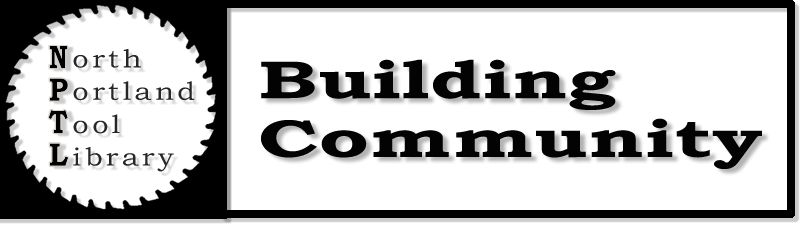 North
Portland
Tool
Library
Building
Community